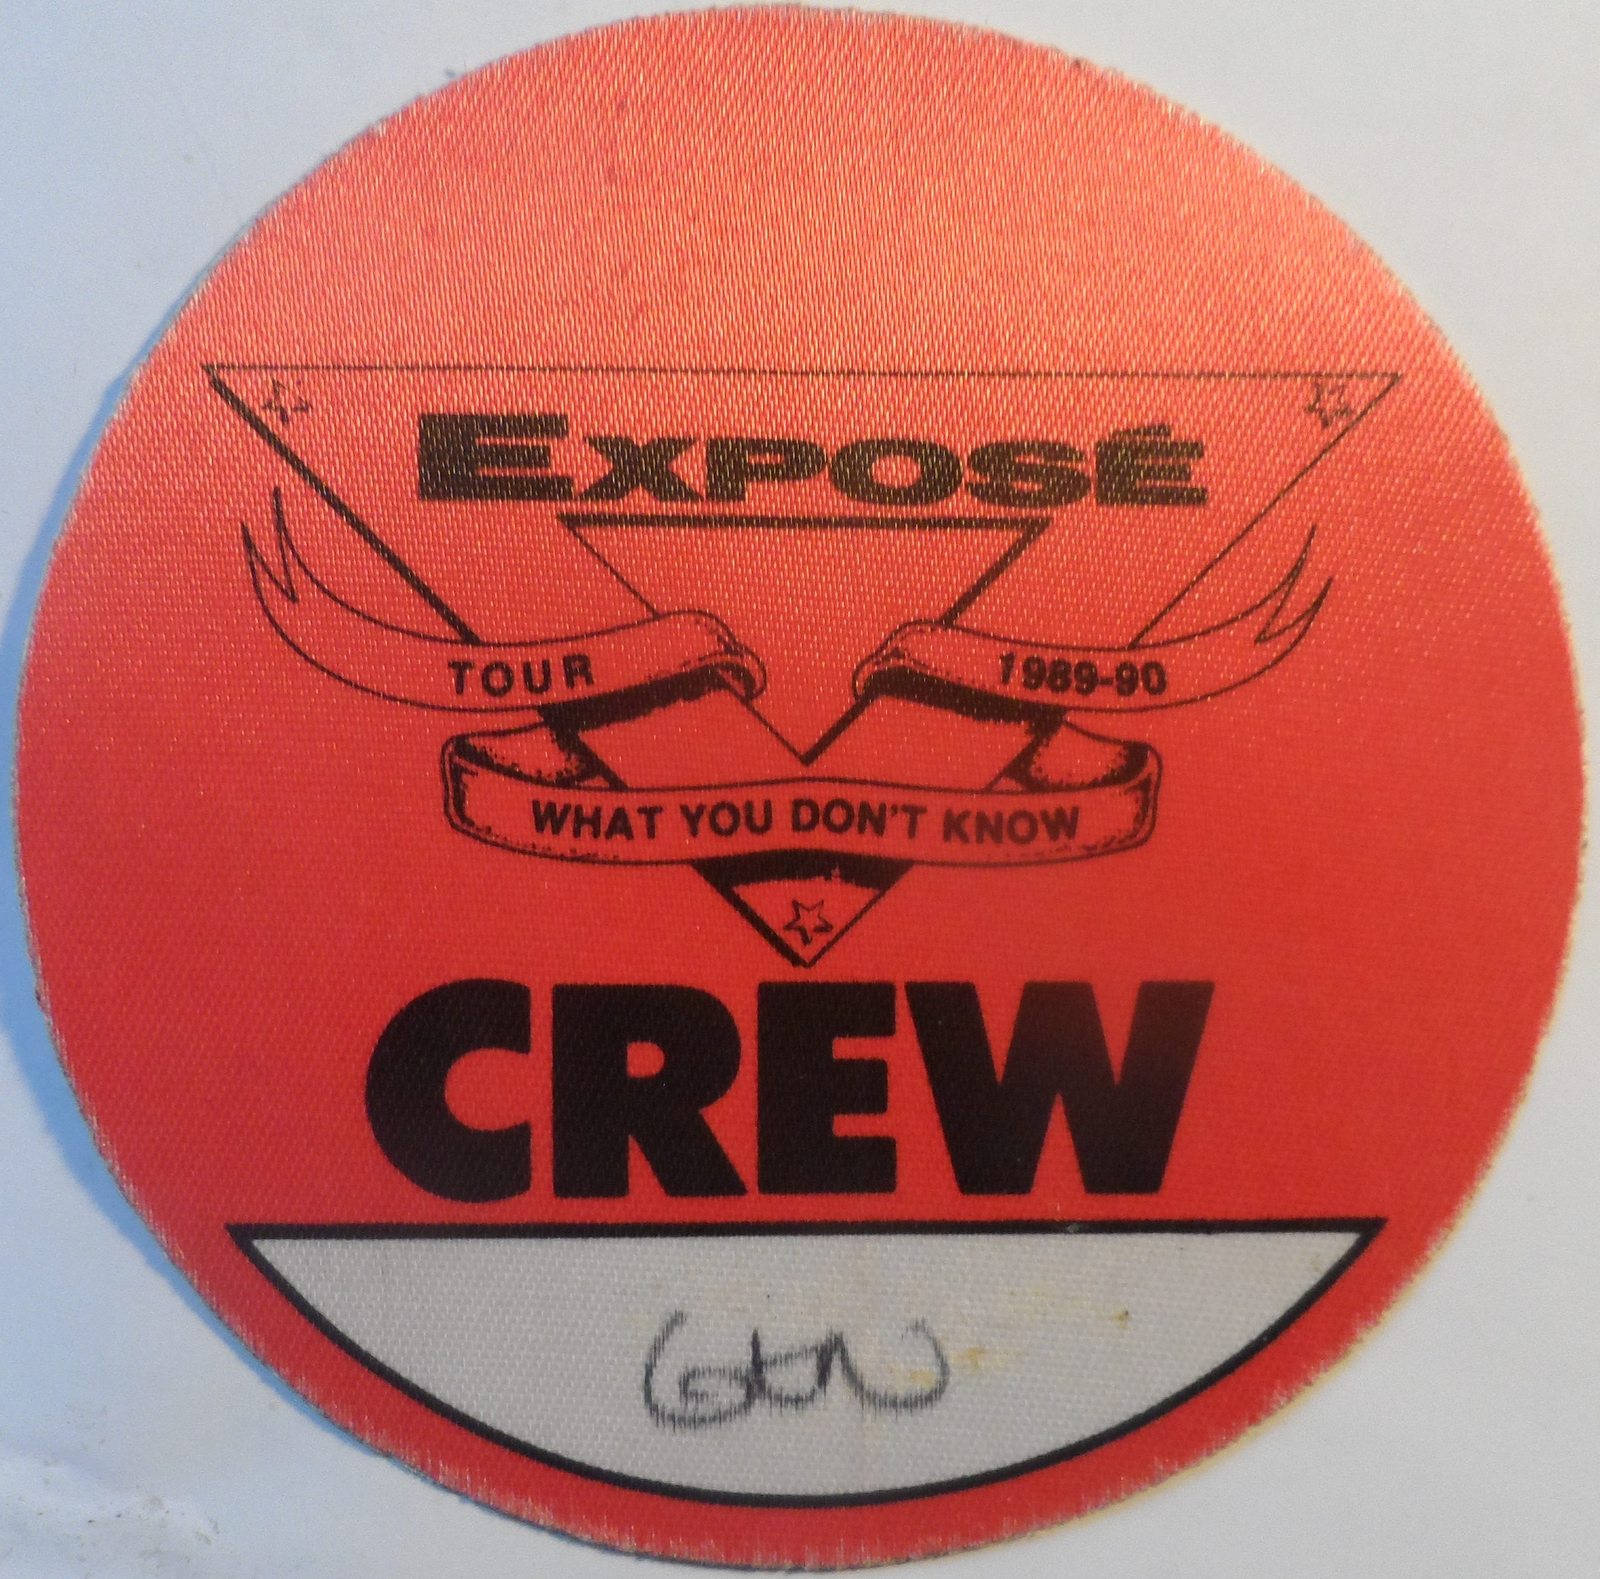 EXPOSÉ
TOUR 1989-90
WHAT YOU DON'T KNOW
CREW